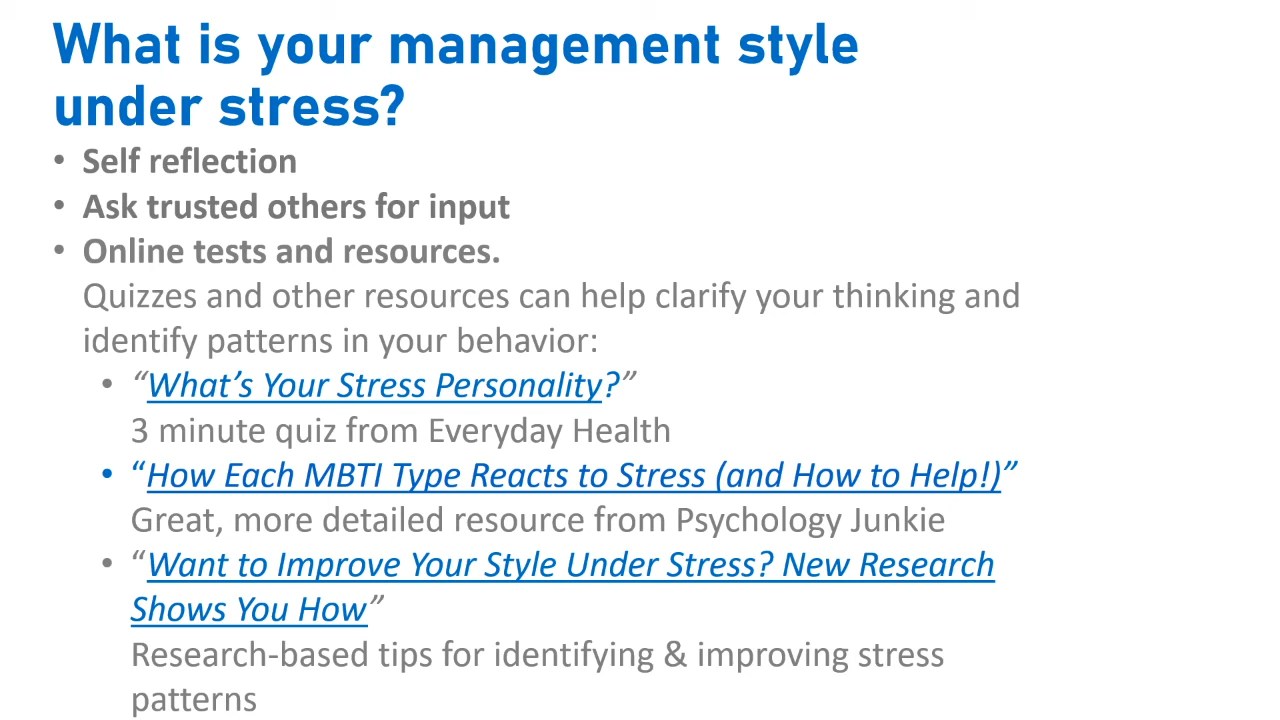 What is your management style
under stress?
• Self reflection
• Ask trusted others for input
• Online tests and resources.
Quizzes and other resources can help clarify your thinking and
identify patterns in your behavior:
• “What’s Your Stress Personality?”
3 minute quiz from Everyday Health
• “How Each MBTI Type Reacts to Stress (and How to Help!)”
Great, more detailed resource from Psychology Junkie
• “Want to Improve Your Style Under Stress? New Research
Shows You How”
Research-based tips for identifying & improving stress
patterns